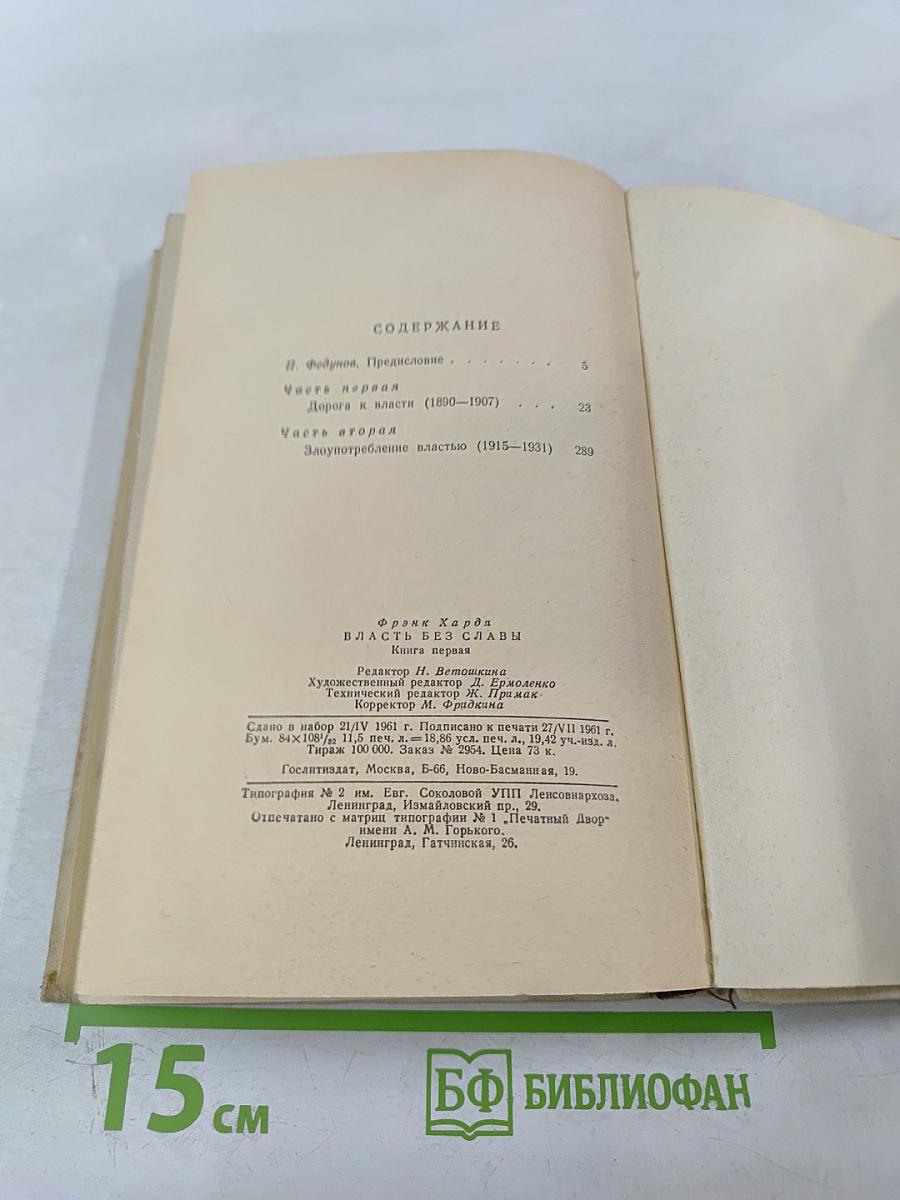 СОДЕРЖАНИЕ
П. Федунов, Предисловие . . . . . . . 5
Часть первая
Дорога к власти (1890—1907) . . . 23
Часть вторая
Злоупотребление властью (1915—1931) 289
Фрэнк Харди
ВЛАСТЬ БЕЗ СЛАВЫ
Книга первая
Редактор Н. Ветошкина
Художественный редактор Д. Ермоленко
Технический редактор Ж. Примак
Корректор М. Фридкина
Сдано в набор 21/IV 1961 г. Подписано к печати 27/VII 1961 г.
Бум. 84×108¹/₃₂ 11,5 печ. л.=18,86 усл. печ. л. 19,42 уч.-изд. л.
Тираж 100 000. Заказ № 2954. Цена 73 к.
Гослитиздат, Москва, Б-66, Ново-Басманная, 19.
Типография № 2 им. Евг. Соколовой УПП Ленсовнархоза.
Ленинград, Измайловский пр., 29.
Отпечатано с матриц типографии № 1 „Печатный Двор"
имени А. М. Горького.
Ленинград, Гатчинская, 26.
15 см
БФ БИБЛИОФАН